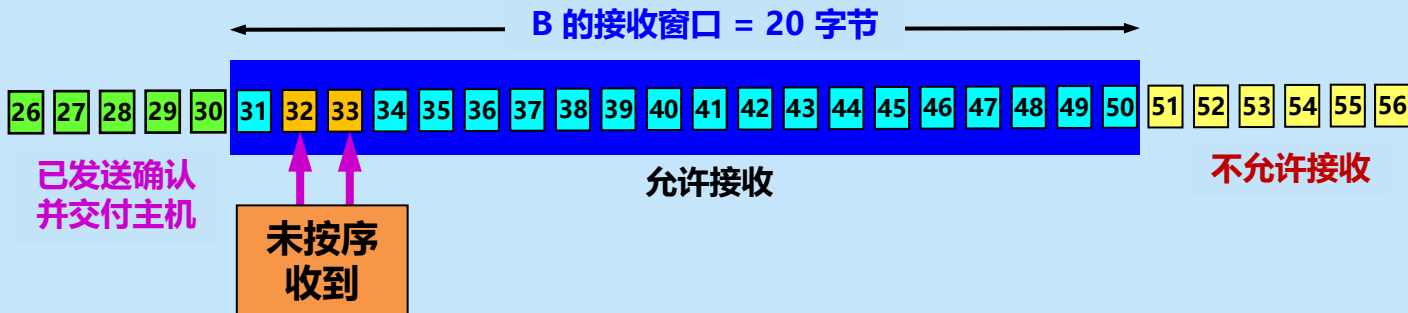 B 的接收窗口 = 20 字节
26 27 28 29 30 31 32 33 34 35 36 37 38 39 40 41 42 43 44 45 46 47 48 49 50 51 52 53 54 55 56
已发送确认
并交付主机
允许接收
不允许接收
未按序
收到